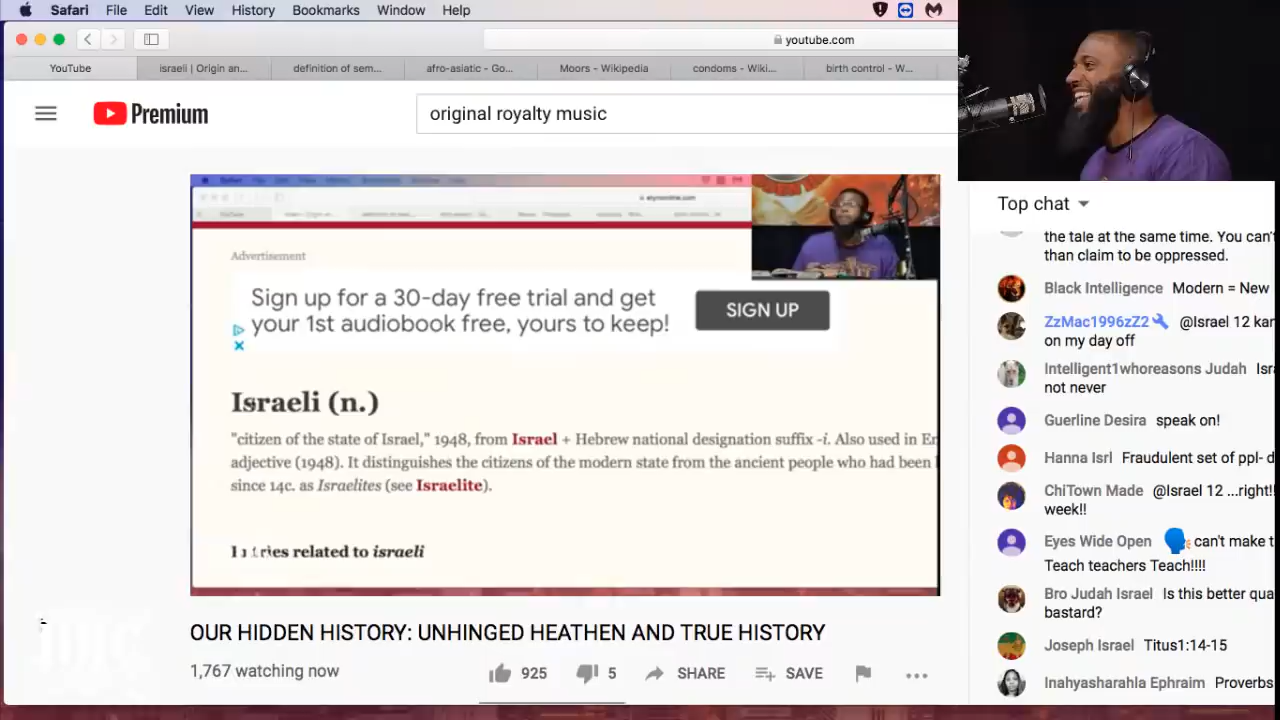 Safari File Edit View History Bookmarks Window Help
youtube.com
YouTube israeli | Origin an... definition of sem... afro-asiatic - Go... Moors - Wikipedia condoms - Wiki... birth control - W...
Premium
original royalty music
Advertisement
Sign up for a 30-day free trial and get
your 1st audiobook free, yours to keep!
SIGN UP
Israeli (n.)
"citizen of the state of Israel," 1948, from Israel + Hebrew national designation suffix -i. Also used in
adjective (1948). It distinguishes the citizens of the modern state from the ancient people who had been
since 14c. as Israelites (see Israelite).
related to israeli
OUR HIDDEN HISTORY: UNHINGED HEATHEN AND TRUE HISTORY
1,767 watching now
925 5 SHARE SAVE
Top chat
the tale at the same time. You can't
than claim to be oppressed.
Black Intelligence Modern = New
ZzMac1996zZ2 @Israel 12
on my day off
Intelligent1whoreasons Judah
not never
Guerline Desira speak on!
Hanna Isrl Fraudulent set of ppl-
ChiTown Made @Israel 12 ...right!!
week!!
Eyes Wide Open can't make
Teach teachers Teach!!!!
Bro Judah Israel Is this better
bastard?
Joseph Israel Titus1:14-15
Inahyasharahla Ephraim Proverbs